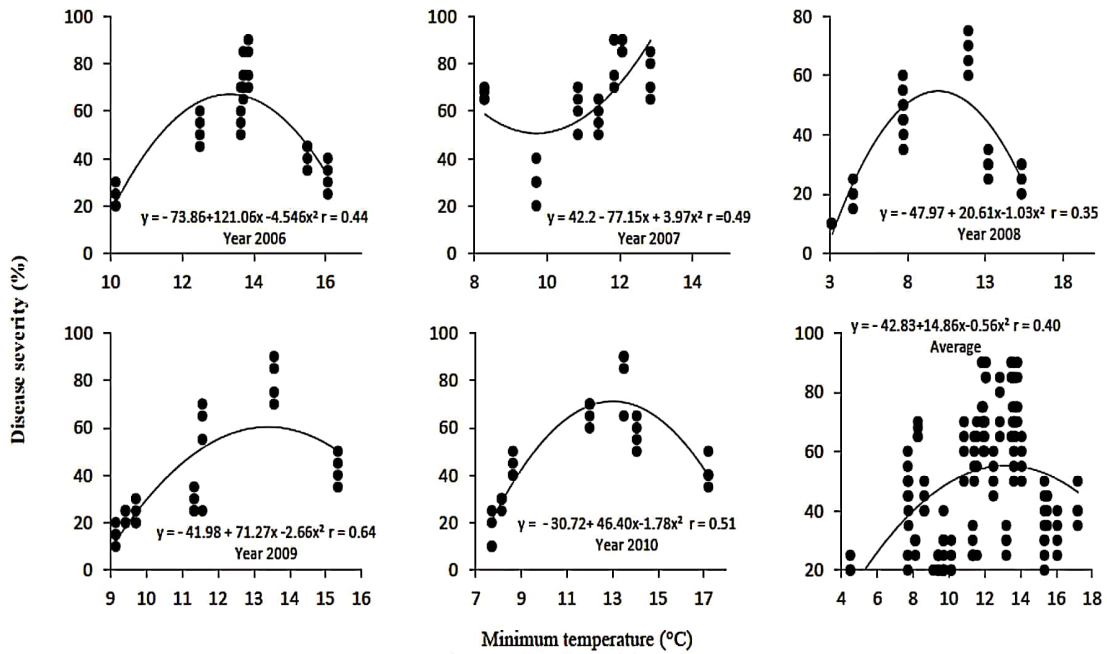 100
80
60
40
20
0
10 12 14 16
y = - 73.86+121.06x -4.546x² r = 0.44
Year 2006
100
80
60
40
20
0
8 10 12 14
y = 42.2 - 77.15x + 3.97x² r =0.49
Year 2007
80
60
40
20
0
3 8 13 18
y = - 47.97 + 20.61x-1.03x² r = 0.35
Year 2008
Disease severity (%)
100
80
60
40
20
0
9 10 11 12 13 14 15 16
y = - 41.98 + 71.27x -2.66x² r = 0.64
Year 2009
100
80
60
40
20
0
7 9 11 13 15 17
y = - 30.72+ 46.40x-1.78x² r = 0.51
Year 2010
y = - 42.83+14.86x-0.56x² r = 0.40
Average
100
80
60
40
20
4 6 8 10 12 14 16 18
Minimum temperature (°C)